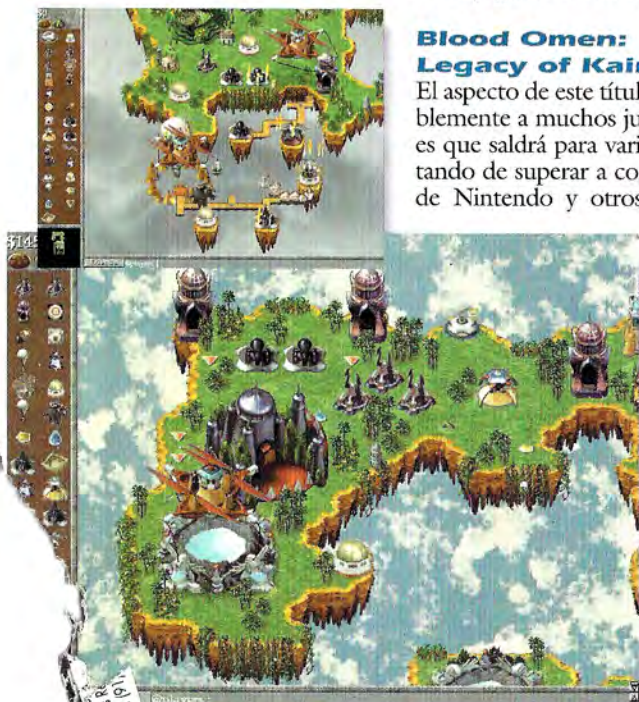 Blood Omen:
Legacy of Kain
El aspecto de este títul
blemente a muchos ju
es que saldrá para vari
tando de superar a co
de Nintendo y otros